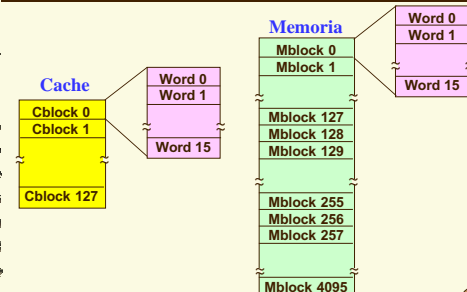 Cache
Cblock 0
Cblock 1
Cblock 127
Word 0
Word 1
Word 15
Memoria
Mblock 0
Mblock 1
Mblock 127
Mblock 128
Mblock 129
Mblock 255
Mblock 256
Mblock 257
Mblock 4095
Word 0
Word 1
Word 15